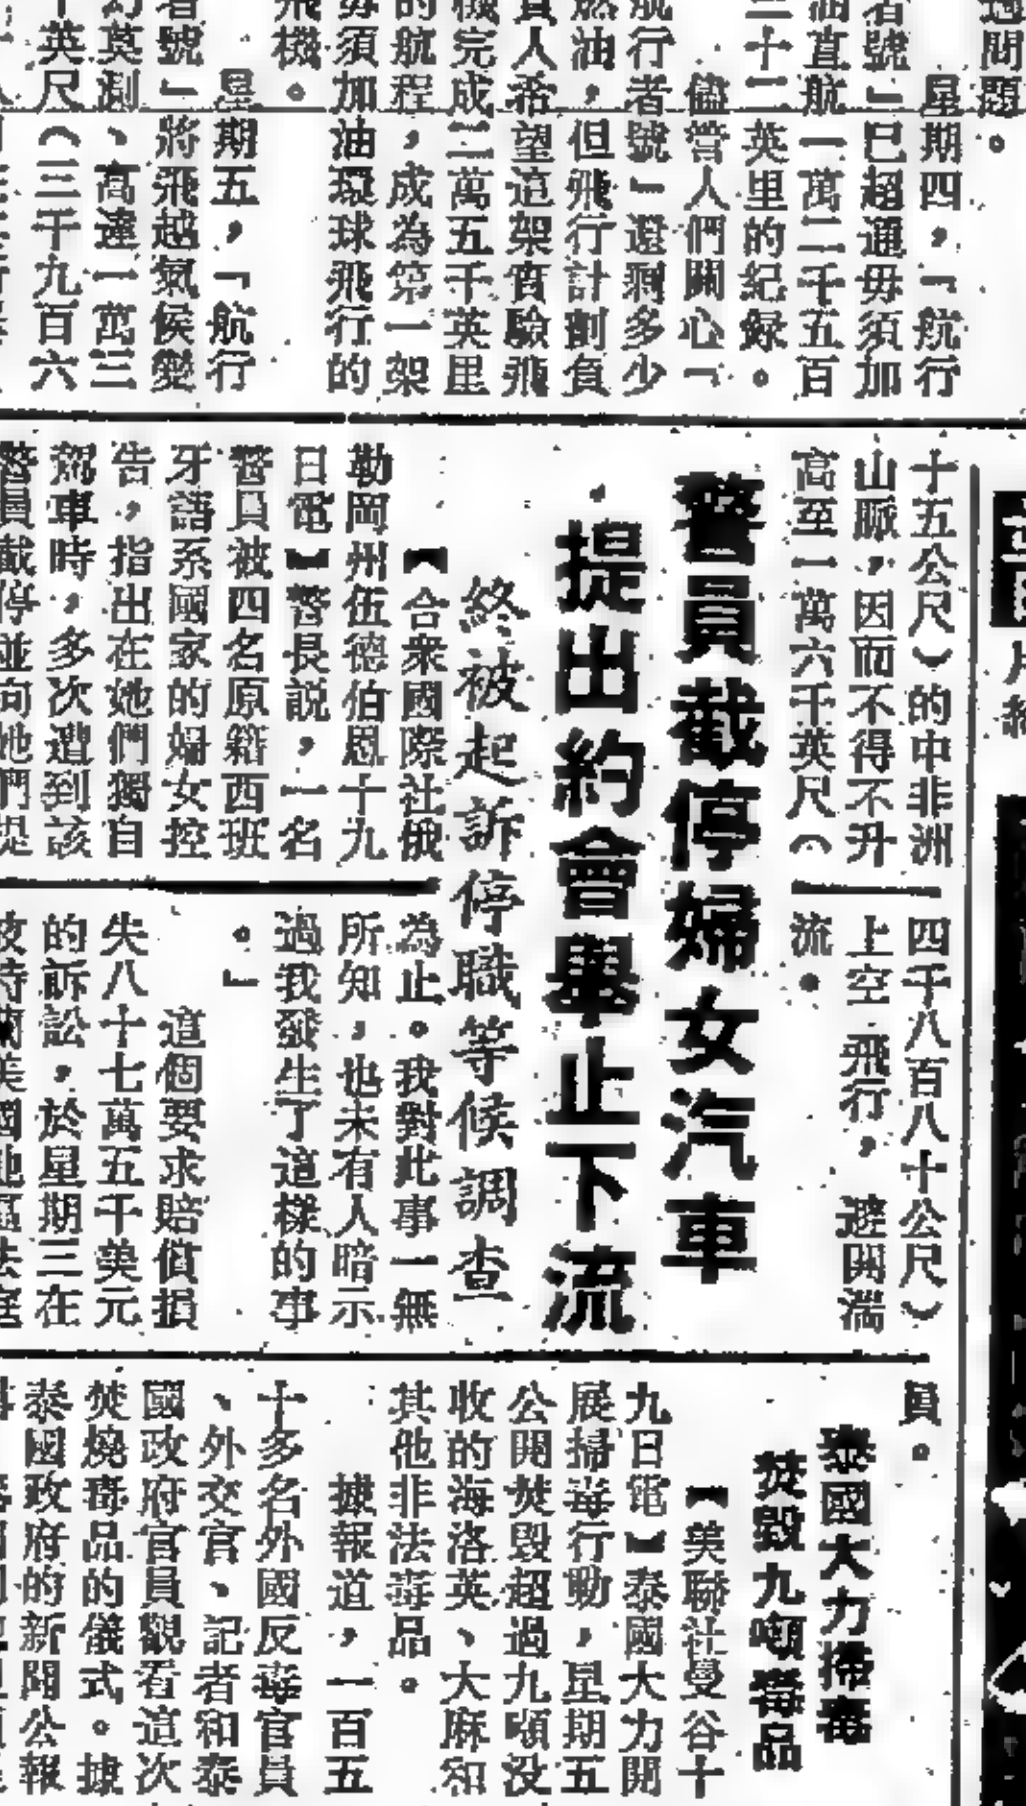 過問題。
星期四，「航行
者號」已超過毋須加
油直航一萬二千五百
三十二英里的紀錄。
儘管人們關心「
航行者號」還剩多少
燃油，但飛行計劃負
責人希望這架實驗飛
機完成二萬五千英里
的航程，成為第一架
毋須加油環球飛行的
飛機。
星期五，「航行
者號」將飛越氣候變
幻莫測、高達一萬三
千英尺（三千九百六
十五公尺）的中非洲
山脈，因而不得不升
高至一萬六千英尺（
四千八百八十公尺）
上空 飛行， 避開湍
流。
警員截停婦女汽車
提出約會舉止下流
終被起訴停職等候調查
【合衆國際社俄
勒岡州伍德伯恩十九
日電】警長説，一名
警員被四名原籍西班
牙語系國家的婦女控
告，指出在她們獨自
駕車時，多次遭到該
警員截停並向她們提
為止。我對此事一無
所知，也未有人暗示
過我發生了這樣的事
。」
這個要求賠償損
失八十七萬五千美元
的訴訟，於星期三在
員。
泰國大力掃毒
焚毀九噸毒品
【美聯社曼谷十
九日電】泰國大力開
展掃毒行動，星期五
公開焚毀超過九噸没
收的海洛英、大麻和
其他非法毒品。
據報道，一百五
十多名外國反毒官員
、外交官、記者和泰
國政府官員觀看這次
焚燒毒品的儀式。據
泰國政府的新聞公報